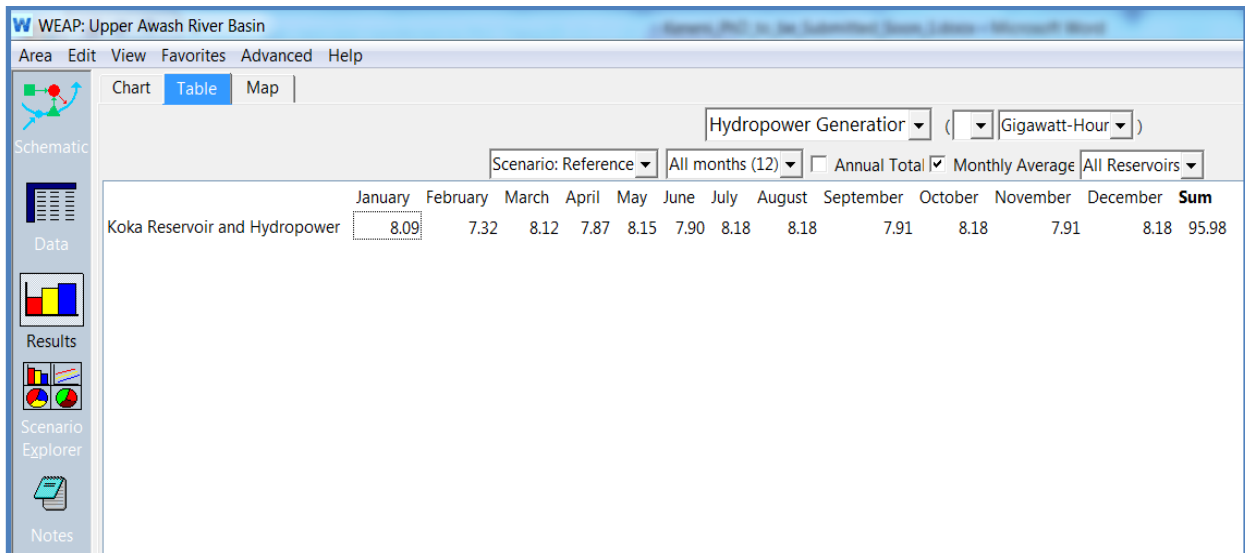 W WEAP: Upper Awash River Basin
Area Edit View Favorites Advanced Help
Chart Table Map
Hydropower Generation ( Gigawatt-Hour )
Schematic
Scenario: Reference All months (12) Annual Total Monthly Average All Reservoirs
January February March April May June July August September October November December Sum
Koka Reservoir and Hydropower 8.09 7.32 8.12 7.87 8.15 7.90 8.18 8.18 7.91 8.18 7.91 8.18 95.98
Data
Results
Scenario
Explorer
Notes